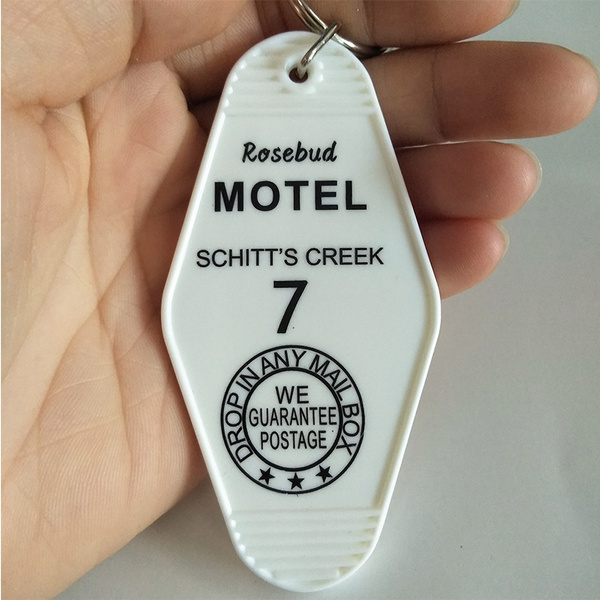 Rosebud
MOTEL
SCHITT'S CREEK
7
DROP IN ANY MAIL BOX
WE
GUARANTEE
POSTAGE